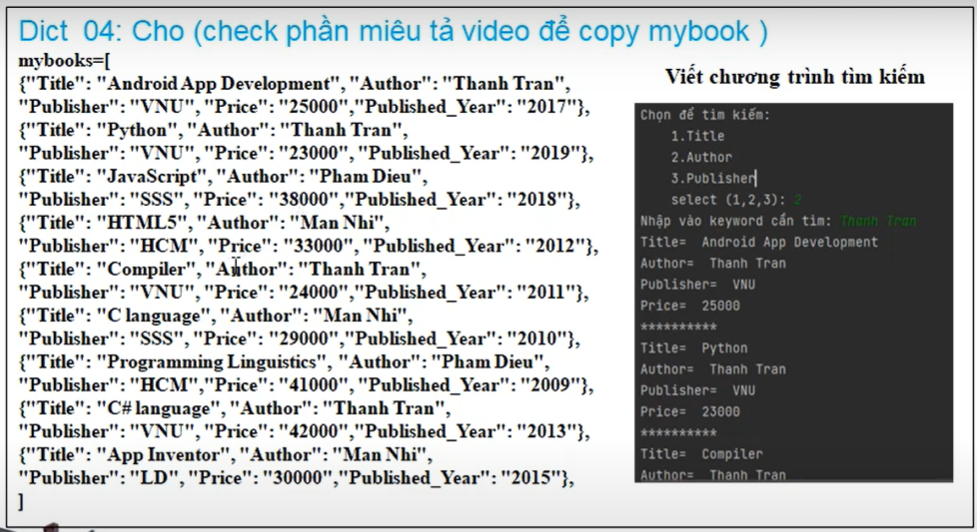 Dict 04: Cho (check phần miêu tả video để copy mybook )
mybooks=[
{"Title": "Android App Development", "Author": "Thanh Tran",
"Publisher": "VNU", "Price": "25000","Published_Year": "2017"},
{"Title": "Python", "Author": "Thanh Tran",
"Publisher": "VNU", "Price": "23000", "Published_Year": "2019"},
{"Title": "JavaScript", "Author": "Pham Dieu",
"Publisher": "SSS", "Price": "38000","Published_Year": "2018"},
{"Title": "HTML5", "Author": "Man Nhi",
"Publisher": "HCM", "Price": "33000", "Published_Year": "2012"},
{"Title": "Compiler", "Author": "Thanh Tran",
"Publisher": "VNU", "Price": "24000","Published_Year": "2011"},
{"Title": "C language", "Author": "Man Nhi",
"Publisher": "SSS", "Price": "29000","Published_Year": "2010"},
{"Title": "Programming Linguistics", "Author": "Pham Dieu",
"Publisher": "HCM","Price": "41000","Published_Year": "2009"},
{"Title": "C# language", "Author": "Thanh Tran",
"Publisher": "VNU", "Price": "42000","Published_Year": "2013"},
{"Title": "App Inventor", "Author": "Man Nhi",
"Publisher": "LD", "Price": "30000","Published_Year": "2015"},
]
Viết chương trình tìm kiếm
Chọn để tìm kiếm:
1.Title
2.Author
3.Publisher
select (1,2,3): 2
Nhập vào keyword cần tìm: Thanh Tran
Title= Android App Development
Author= Thanh Tran
Publisher= VNU
Price= 25000
**********
Title= Python
Author= Thanh Tran
Publisher= VNU
Price= 23000
**********
Title= Compiler
Author= Thanh Tran